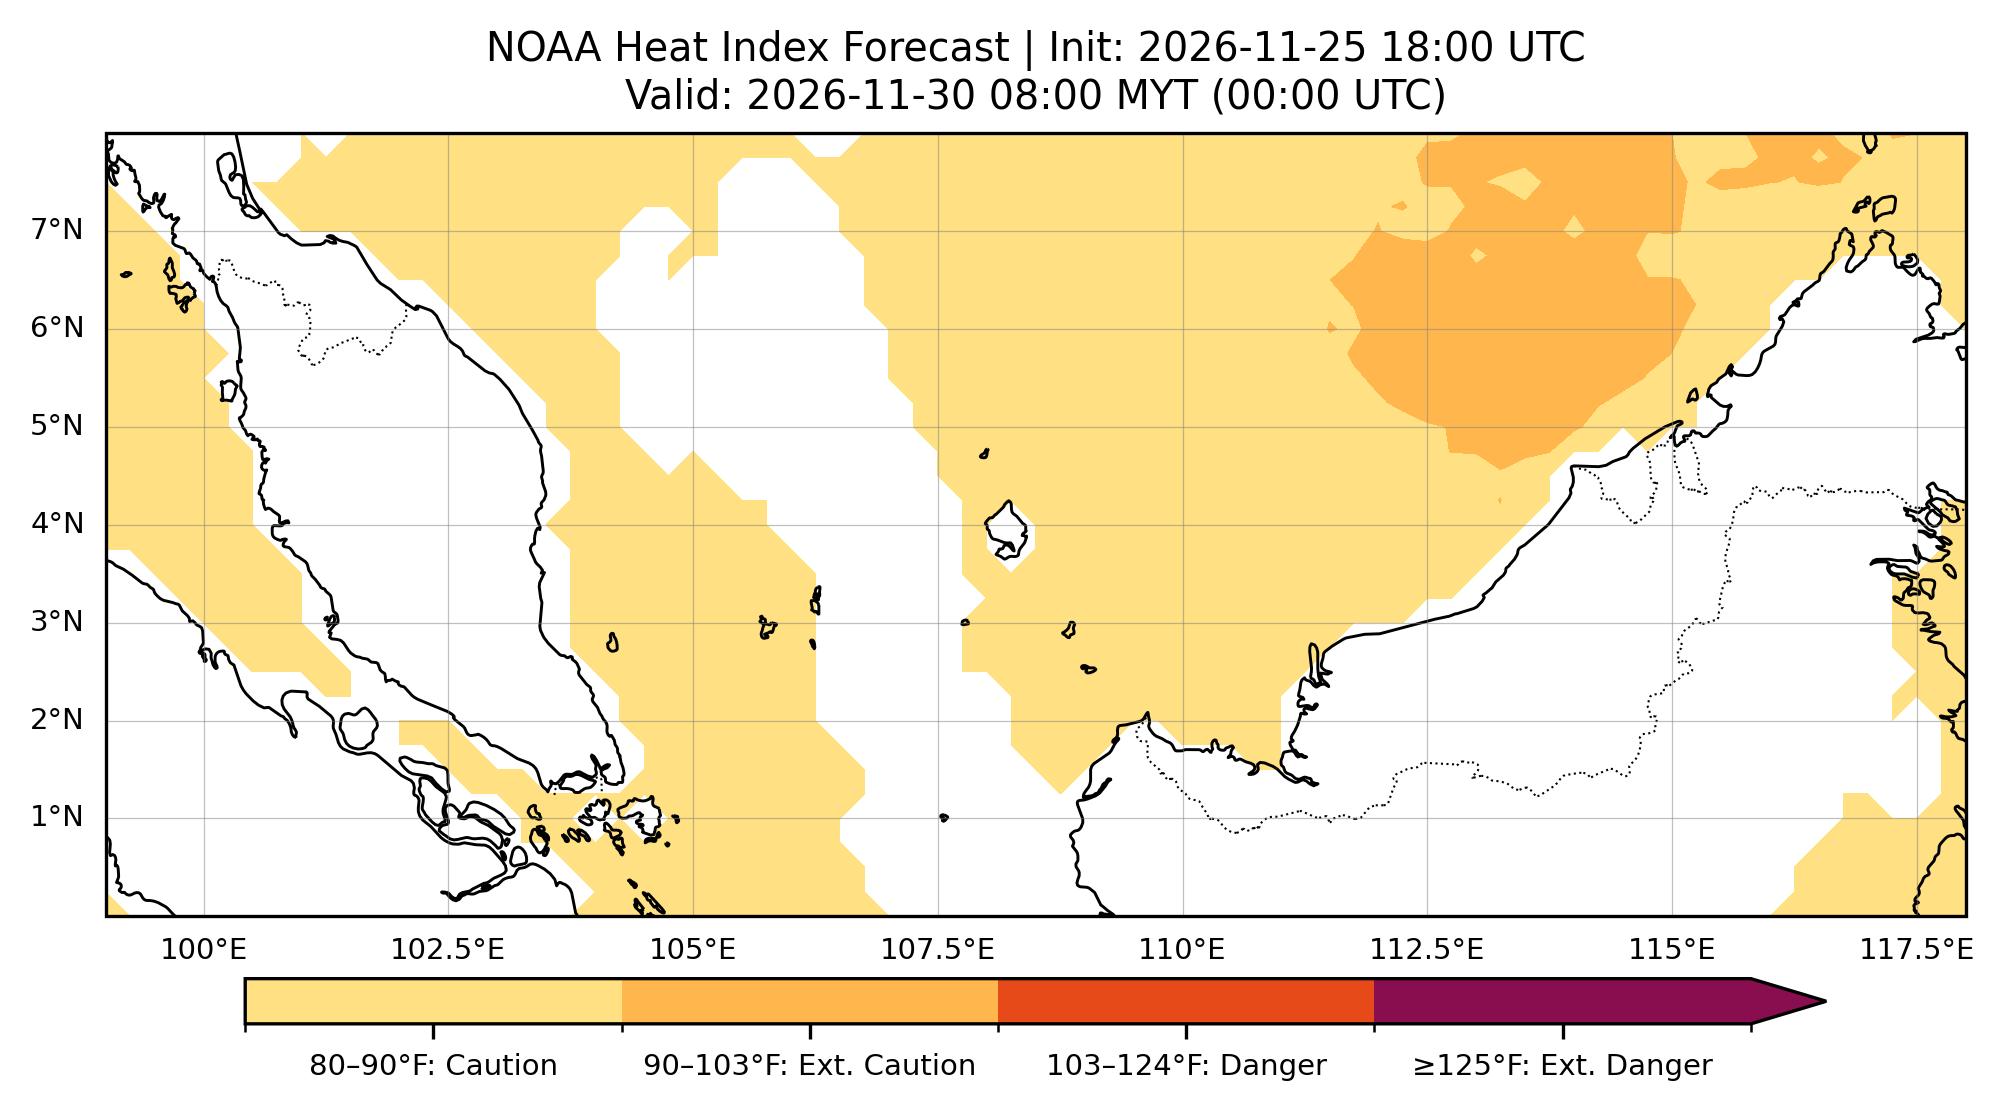 NOAA Heat Index Forecast | Init: 2026-11-25 18:00 UTC
Valid: 2026-11-30 08:00 MYT (00:00 UTC)
7°N
6°N
5°N
4°N
3°N
2°N
1°N
100°E 102.5°E 105°E 107.5°E 110°E 112.5°E 115°E 117.5°E
80–90°F: Caution 90–103°F: Ext. Caution 103–124°F: Danger ≥125°F: Ext. Danger